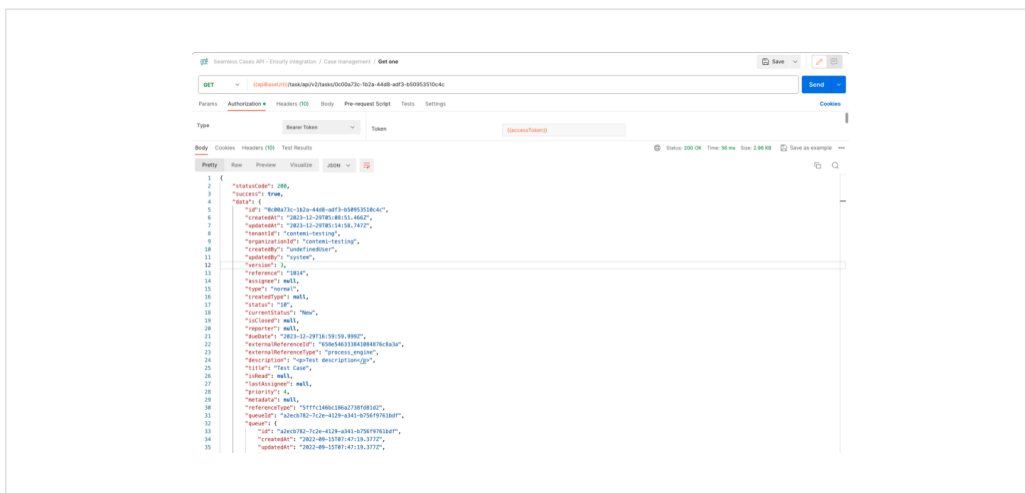 Seamless Cases API - Ensurly Integration / Case management / Get one
Save
GET {{apiBaseUrl}}/task/api/v2/tasks/0c00a73c-1b2a-44d8-adf3-b50953510c4c Send
Params Authorization Headers (10) Body Pre-request Script Tests Settings Cookies
Type Bearer Token Token {{accessToken}}
Body Cookies Headers (10) Test Results Status: 200 OK Time: 56 ms Size: 2.96 KB Save as example
Pretty Raw Preview Visualize JSON
1 {
2 "statusCode": 200,
3 "success": true,
4 "data": {
5 "id": "0c00a73c-1b2a-44d8-adf3-b50953510c4c",
6 "createdAt": "2023-12-29T05:08:51.466Z",
7 "updatedAt": "2023-12-29T05:14:58.747Z",
8 "tenantId": "contemi-testing",
9 "organizationId": "contemi-testing",
10 "createdBy": "undefinedUser",
11 "updatedBy": "system",
12 "version": 3,
13 "reference": "1014",
14 "assignee": null,
15 "type": "normal",
16 "createdType": null,
17 "status": "10",
18 "currentStatus": "New",
19 "isClosed": null,
20 "reporter": null,
21 "dueDate": "2023-12-29T16:59:59.999Z",
22 "externalReferenceId":
23 "externalReferenceType": "process_engine",
24 "description": "<p>Test description</p>",
25 "title": "Test Case",
26 "isRead": null,
27 "lastAssignee": null,
28 "priority": 4,
29 "metadata": null,
30 "referenceType": "5fffc146bc186a2738fd81d2",
31 "queueId": "a2ecb782-7c2e-4129-a341-b756f9761bdf",
32 "queue": {
33 "id": "a2ecb782-7c2e-4129-a341-b756f9761bdf",
34 "createdAt": "2022-09-15T07:47:19.377Z",
35 "updatedAt": "2022-09-15T07:47:19.377Z",